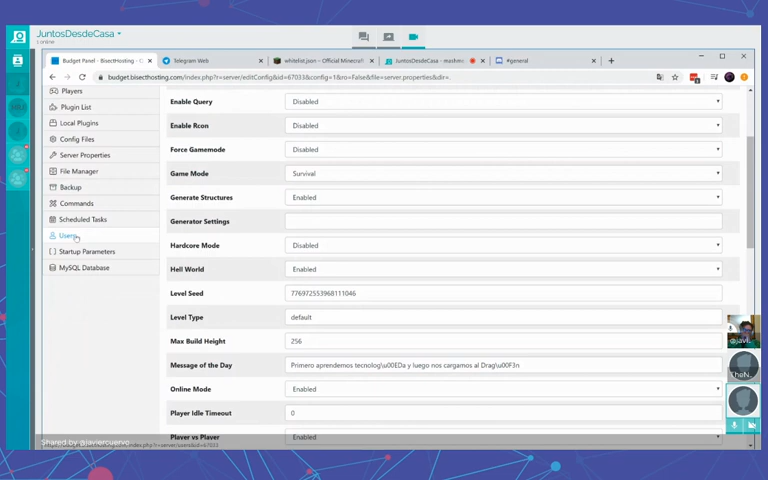 JuntosDesdeCasa
1 online
Budget Panel - BisectHosting
Telegram Web
whitelist.json – Official Minecraft
JuntosDesdeCasa - mashm
#general
budget.bisecthosting.com/index.php?r=server/editConfig&id=67033&config=1&ro=False&file=server.properties&dir=.
Players
Plugin List
Local Plugins
Config Files
Server Properties
File Manager
Backup
Commands
Scheduled Tasks
Users
Startup Parameters
MySQL Database
Enable Query Disabled
Enable Rcon Disabled
Force Gamemode Disabled
Game Mode Survival
Generate Structures Enabled
Generator Settings
Hardcore Mode Disabled
Hell World Enabled
Level Seed 776972553968111046
Level Type default
Max Build Height 256
Message of the Day Primero aprendemos tecnolog\u00EDa y luego nos cargamos al Drag\u00F3n
Online Mode Enabled
Player Idle Timeout 0
Player vs Player Enabled
@javi...
TheN...
Shared by @javiercuervo